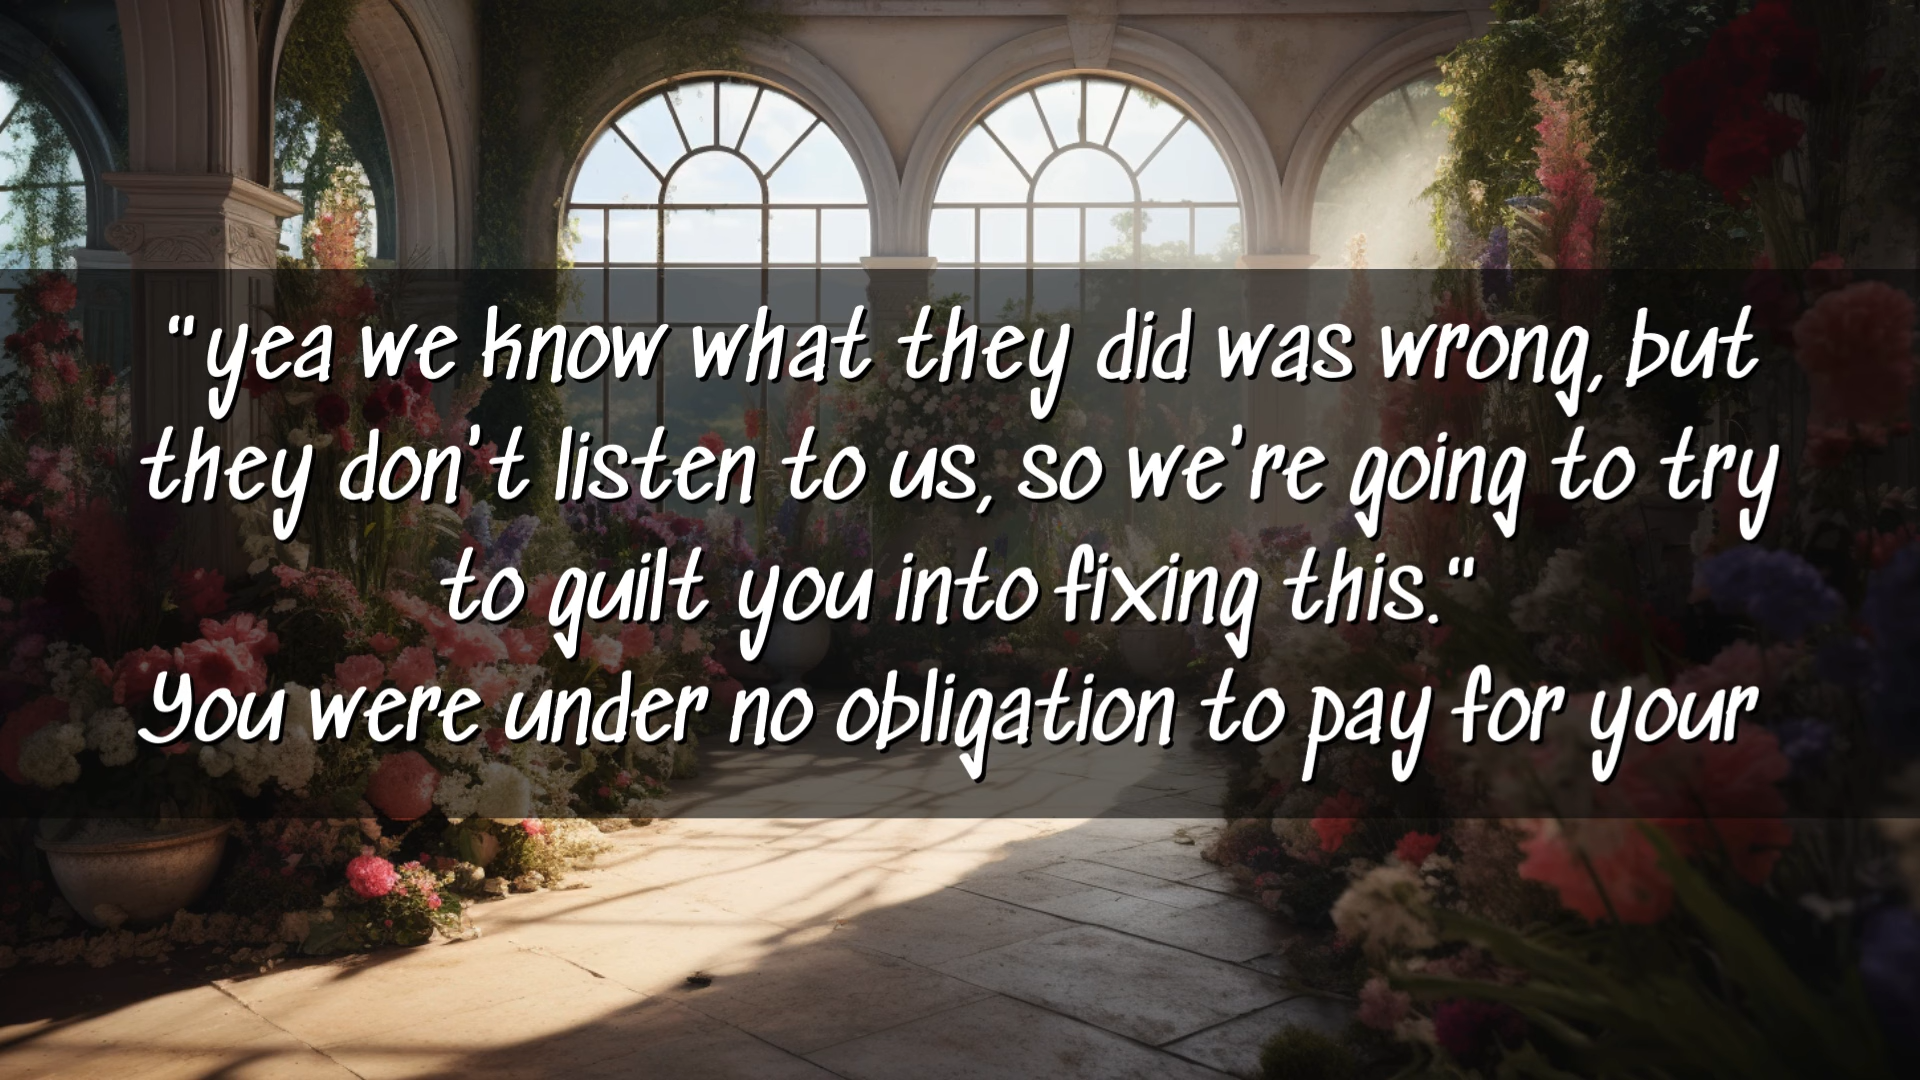 "yea we know what they did was wrong, but
they don't listen to us, so we're going to try
to guilt you into fixing this."
You were under no obligation to pay for your